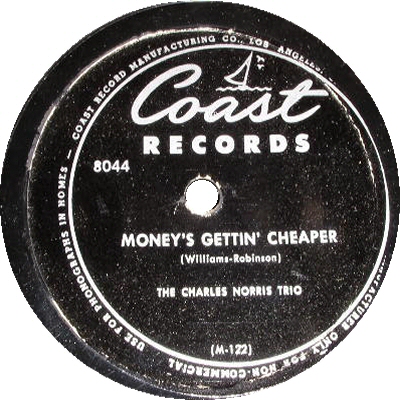 COAST RECORD MANUFACTURING CO., LOS ANGELES
Coast
RECORDS
8044
MONEY'S GETTIN' CHEAPER
(Williams-Robinson)
THE CHARLES NORRIS TRIO
(M-122)
MANUFACTURED ONLY FOR NON-COMMERCIAL USE FOR PHONOGRAPHS IN HOMES —